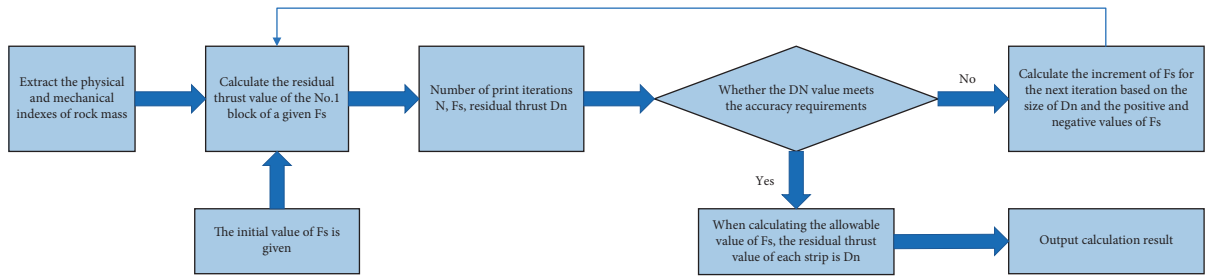 Extract the physical
and mechanical
indexes of rock mass
Calculate the residual
thrust value of the No.1
block of a given Fs
Number of print iterations
N, Fs, residual thrust Dn
Whether the DN value meets
the accuracy requirements
No
Calculate the increment of Fs for
the next iteration based on the
size of Dn and the positive and
negative values of Fs
Yes
The initial value of Fs is
given
When calculating the allowable
value of Fs, the residual thrust
value of each strip is Dn
Output calculation result